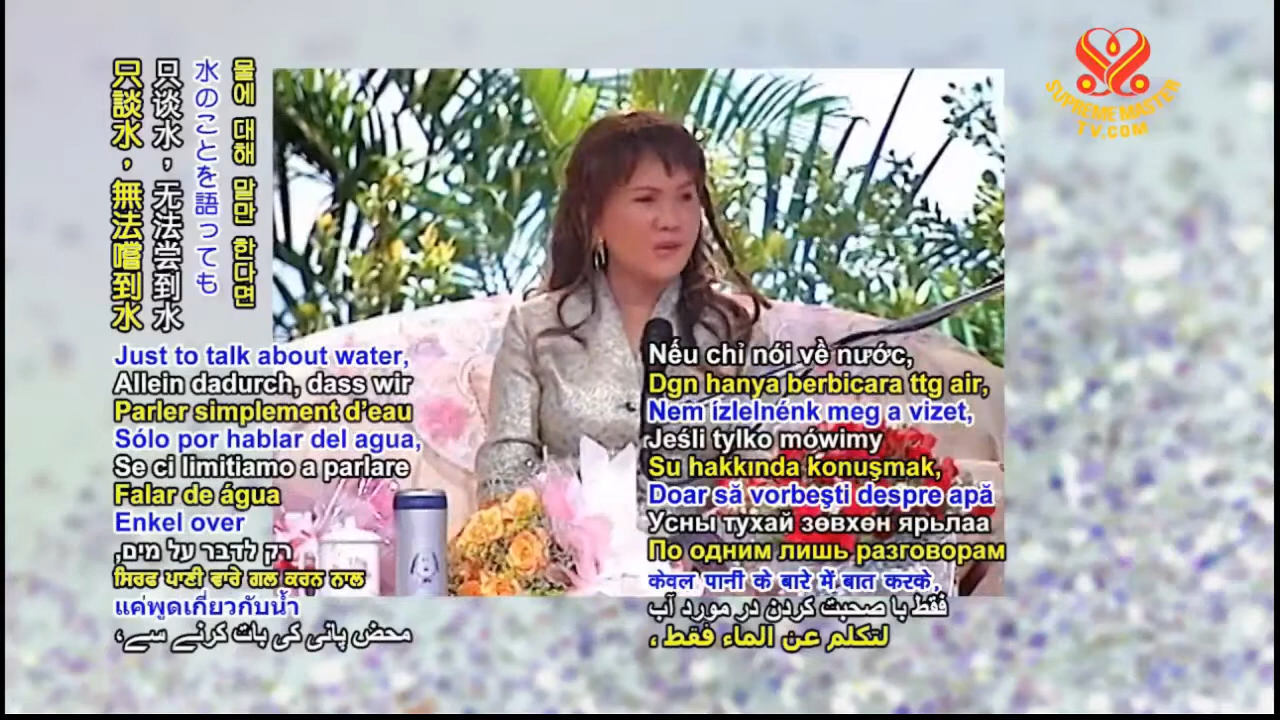 SUPREME MASTER
TV.COM
只談水，無法嚐到水
只谈水，无法尝到水
水のことを語っても
물에 대해 말만 한다면
Just to talk about water,
Allein dadurch, dass wir
Parler simplement d'eau
Sólo por hablar del agua,
Se ci limitiamo a parlare
Falar de água
Enkel over
רק לדבר על מים,
ਸਿਰਫ ਪਾਣੀ ਵਾਰੇ ਗਲ ਕਰਨ ਨਾਲ
แค่พูดเกี่ยวกับน้ำ
محض پانی کی بات کرنے سے،
Nếu chỉ nói về nước,
Dgn hanya berbicara ttg air,
Nem ízlelnénk meg a vizet,
Jeśli tylko mówimy
Su hakkında konuşmak,
Doar să vorbeşti despre apă
Усны тухай зөвхөн ярьлаа
По одним лишь разговорам
केवल पानी के बारे में बात करके,
فقط با صحبت کردن در مورد آب
لتكلم عن الماء فقط،